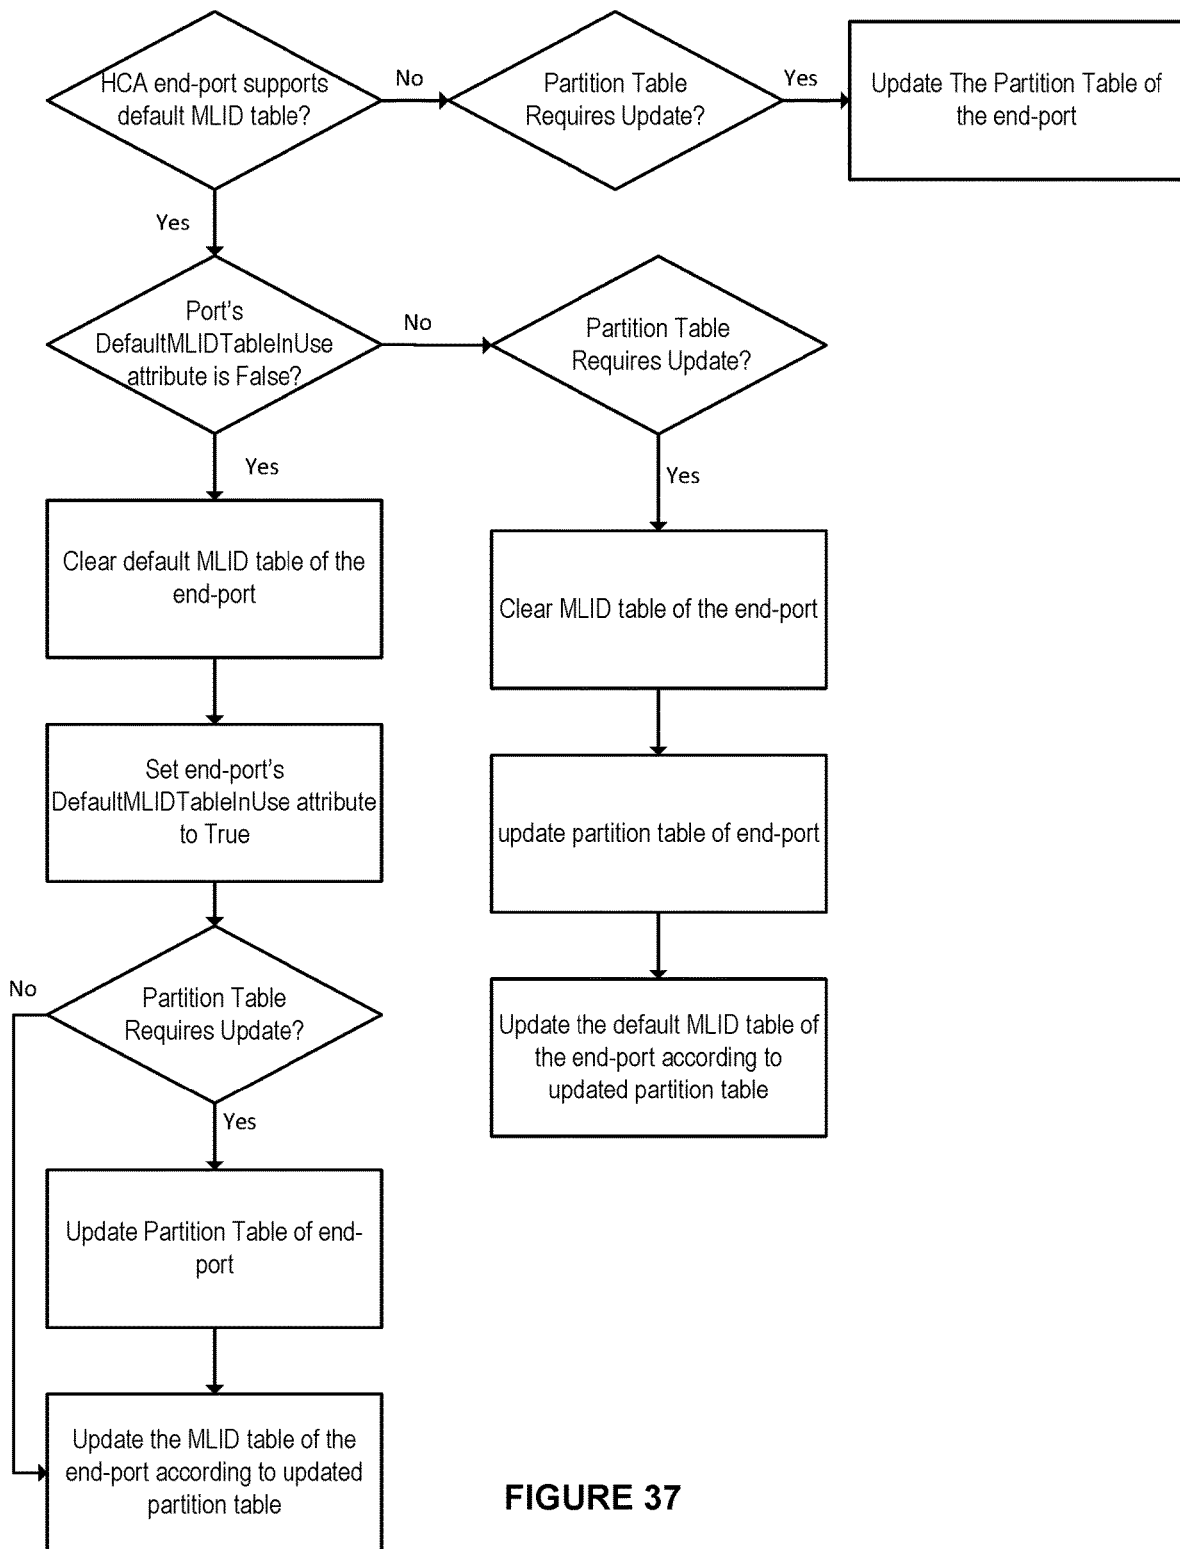 HCA end-port supports
default MLID table?
No
Partition Table
Requires Update?
Yes
Update The Partition Table of
the end-port
Yes
Port's
DefaultMLIDTableInUse
attribute is False?
No
Partition Table
Requires Update?
Yes
Yes
Clear default MLID table of the
end-port
Clear MLID table of the end-port
Set end-port's
DefaultMLIDTableInUse attribute
to True
update partition table of end-port
No
Partition Table
Requires Update?
Update the default MLID table of
the end-port according to
updated partition table
Yes
Update Partition Table of end-
port
Update the MLID table of the
end-port according to updated
partition table
FIGURE 37